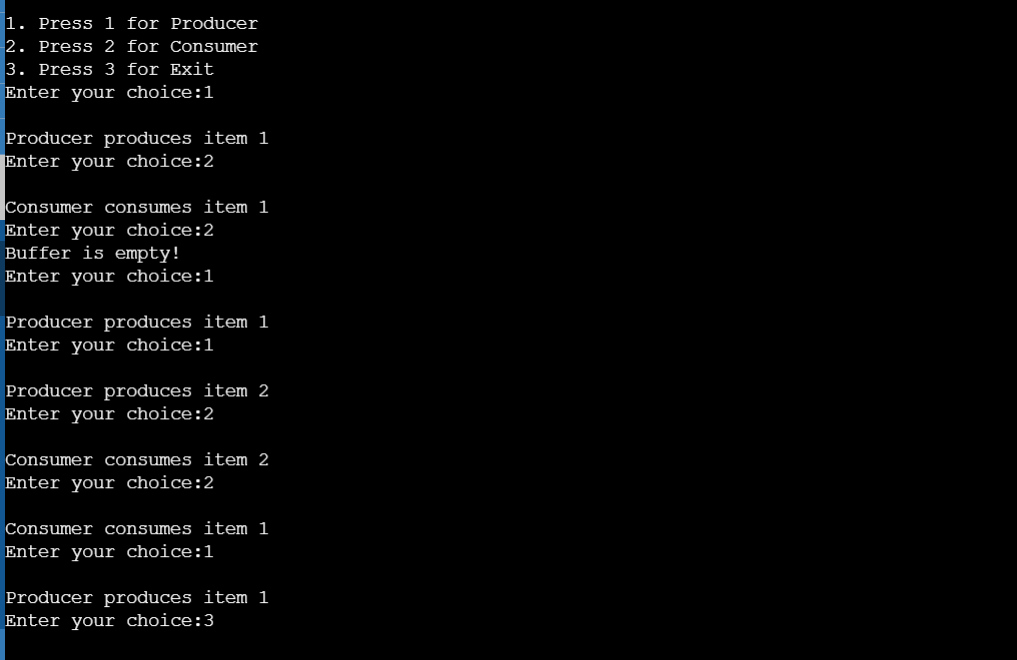 1. Press 1 for Producer
2. Press 2 for Consumer
3. Press 3 for Exit
Enter your choice:1
Producer produces item 1
Enter your choice:2
Consumer consumes item 1
Enter your choice:2
Buffer is empty!
Enter your choice:1
Producer produces item 1
Enter your choice:1
Producer produces item 2
Enter your choice:2
Consumer consumes item 2
Enter your choice:2
Consumer consumes item 1
Enter your choice:1
Producer produces item 1
Enter your choice:3